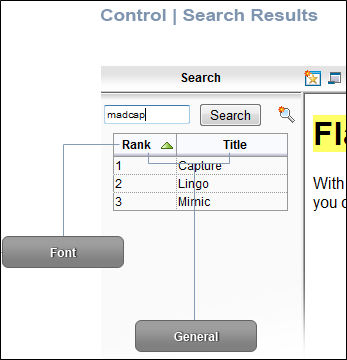 Control | Search Results
Search
madcap
Search
Rank Title
1 Capture
2 Lingo
3 Mimic
Fla
With
you c
Font
General